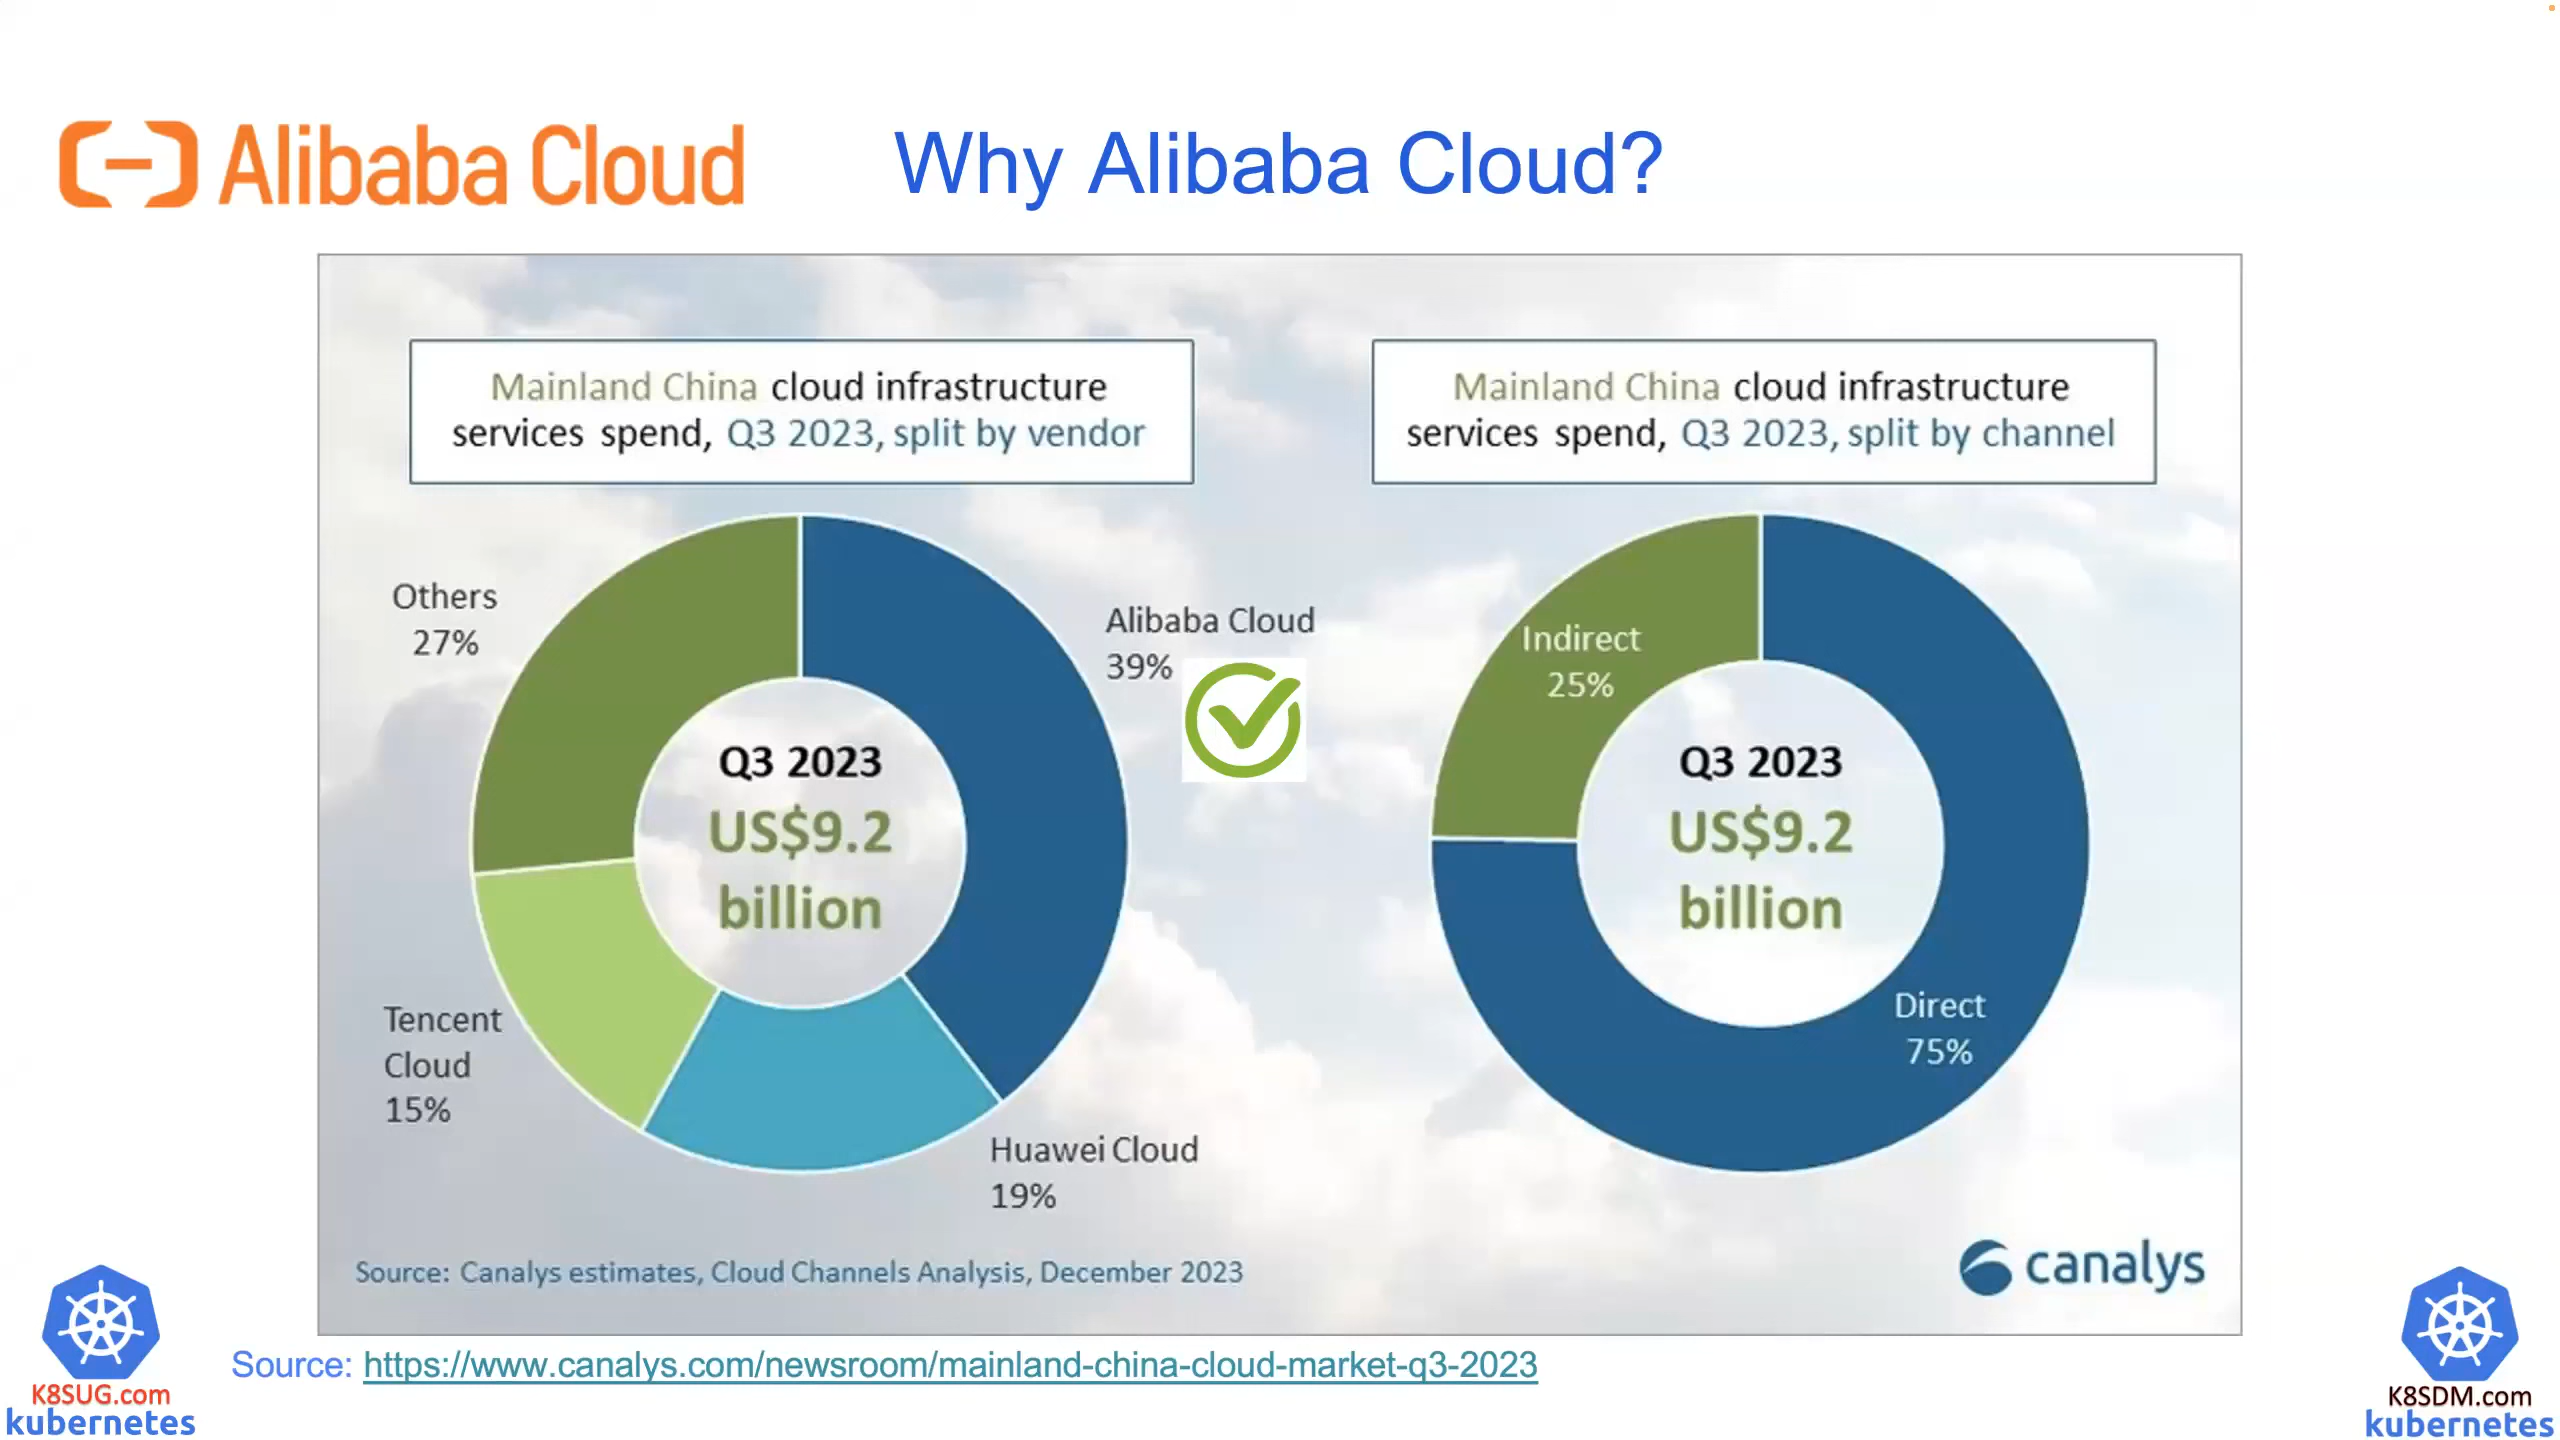 Alibaba Cloud
Why Alibaba Cloud?
Mainland China cloud infrastructure
services spend, Q3 2023, split by vendor
Mainland China cloud infrastructure
services spend, Q3 2023, split by channel
Others
27%
Alibaba Cloud
39%
Q3 2023
US$9.2
billion
Tencent
Cloud
15%
Huawei Cloud
19%
Indirect
25%
Q3 2023
US$9.2
billion
Direct
75%
Source: Canalys estimates, Cloud Channels Analysis, December 2023
canalys
Source: https://www.canalys.com/newsroom/mainland-china-cloud-market-q3-2023
K8SUG.com
kubernetes
K8SDM.com
kubernetes